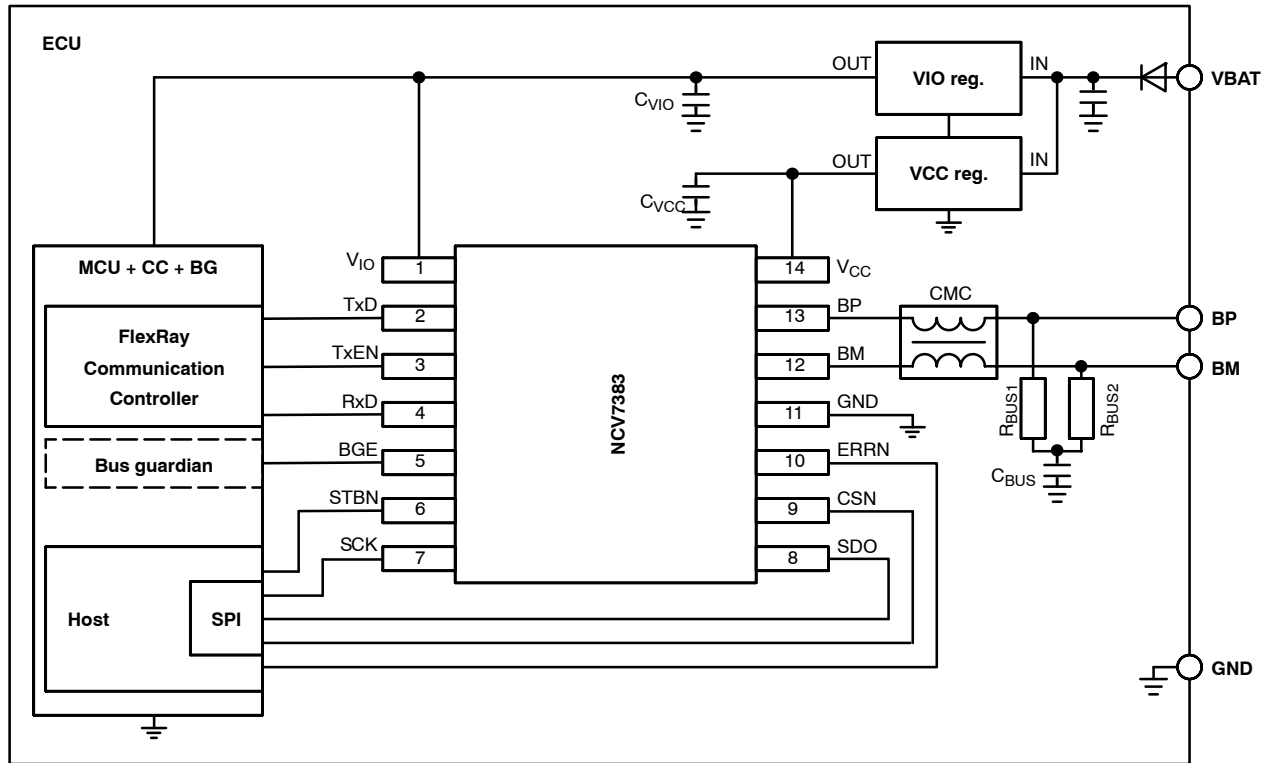 ECU
OUT
VIO reg.
IN
VBAT
CVIO
OUT
VCC reg.
IN
CVCC
MCU + CC + BG
VIO
1
14
VCC
FlexRay
Communication
Controller
TxD
2
13
BP
CMC
BP
TxEN
3
12
BM
BM
RxD
4
NCV7383
11
GND
RBUS1
RBUS2
Bus guardian
BGE
5
10
ERRN
CBUS
STBN
6
9
CSN
SCK
7
8
SDO
Host
SPI
GND